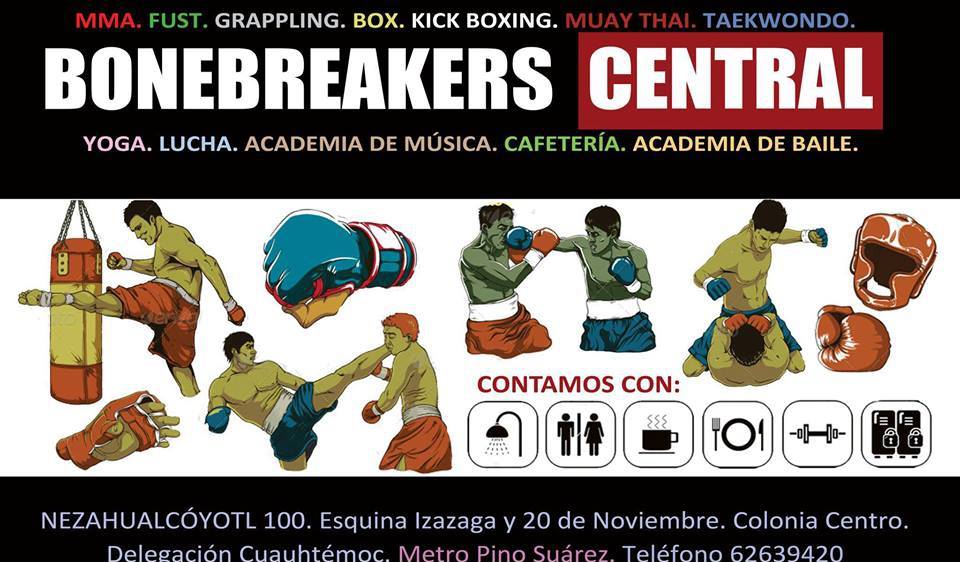 MMA. FUST. GRAPPLING. BOX. KICK BOXING. MUAY THAI. TAEKWONDO.
BONEBREAKERS CENTRAL
YOGA. LUCHA. ACADEMIA DE MÚSICA. CAFETERÍA. ACADEMIA DE BAILE.
CONTAMOS CON:
NEZAHUALCÓYOTL 100. Esquina Izazaga y 20 de Noviembre. Colonia Centro.
Delegación Cuauhtémoc. Metro Pino Suárez. Teléfono 62639420